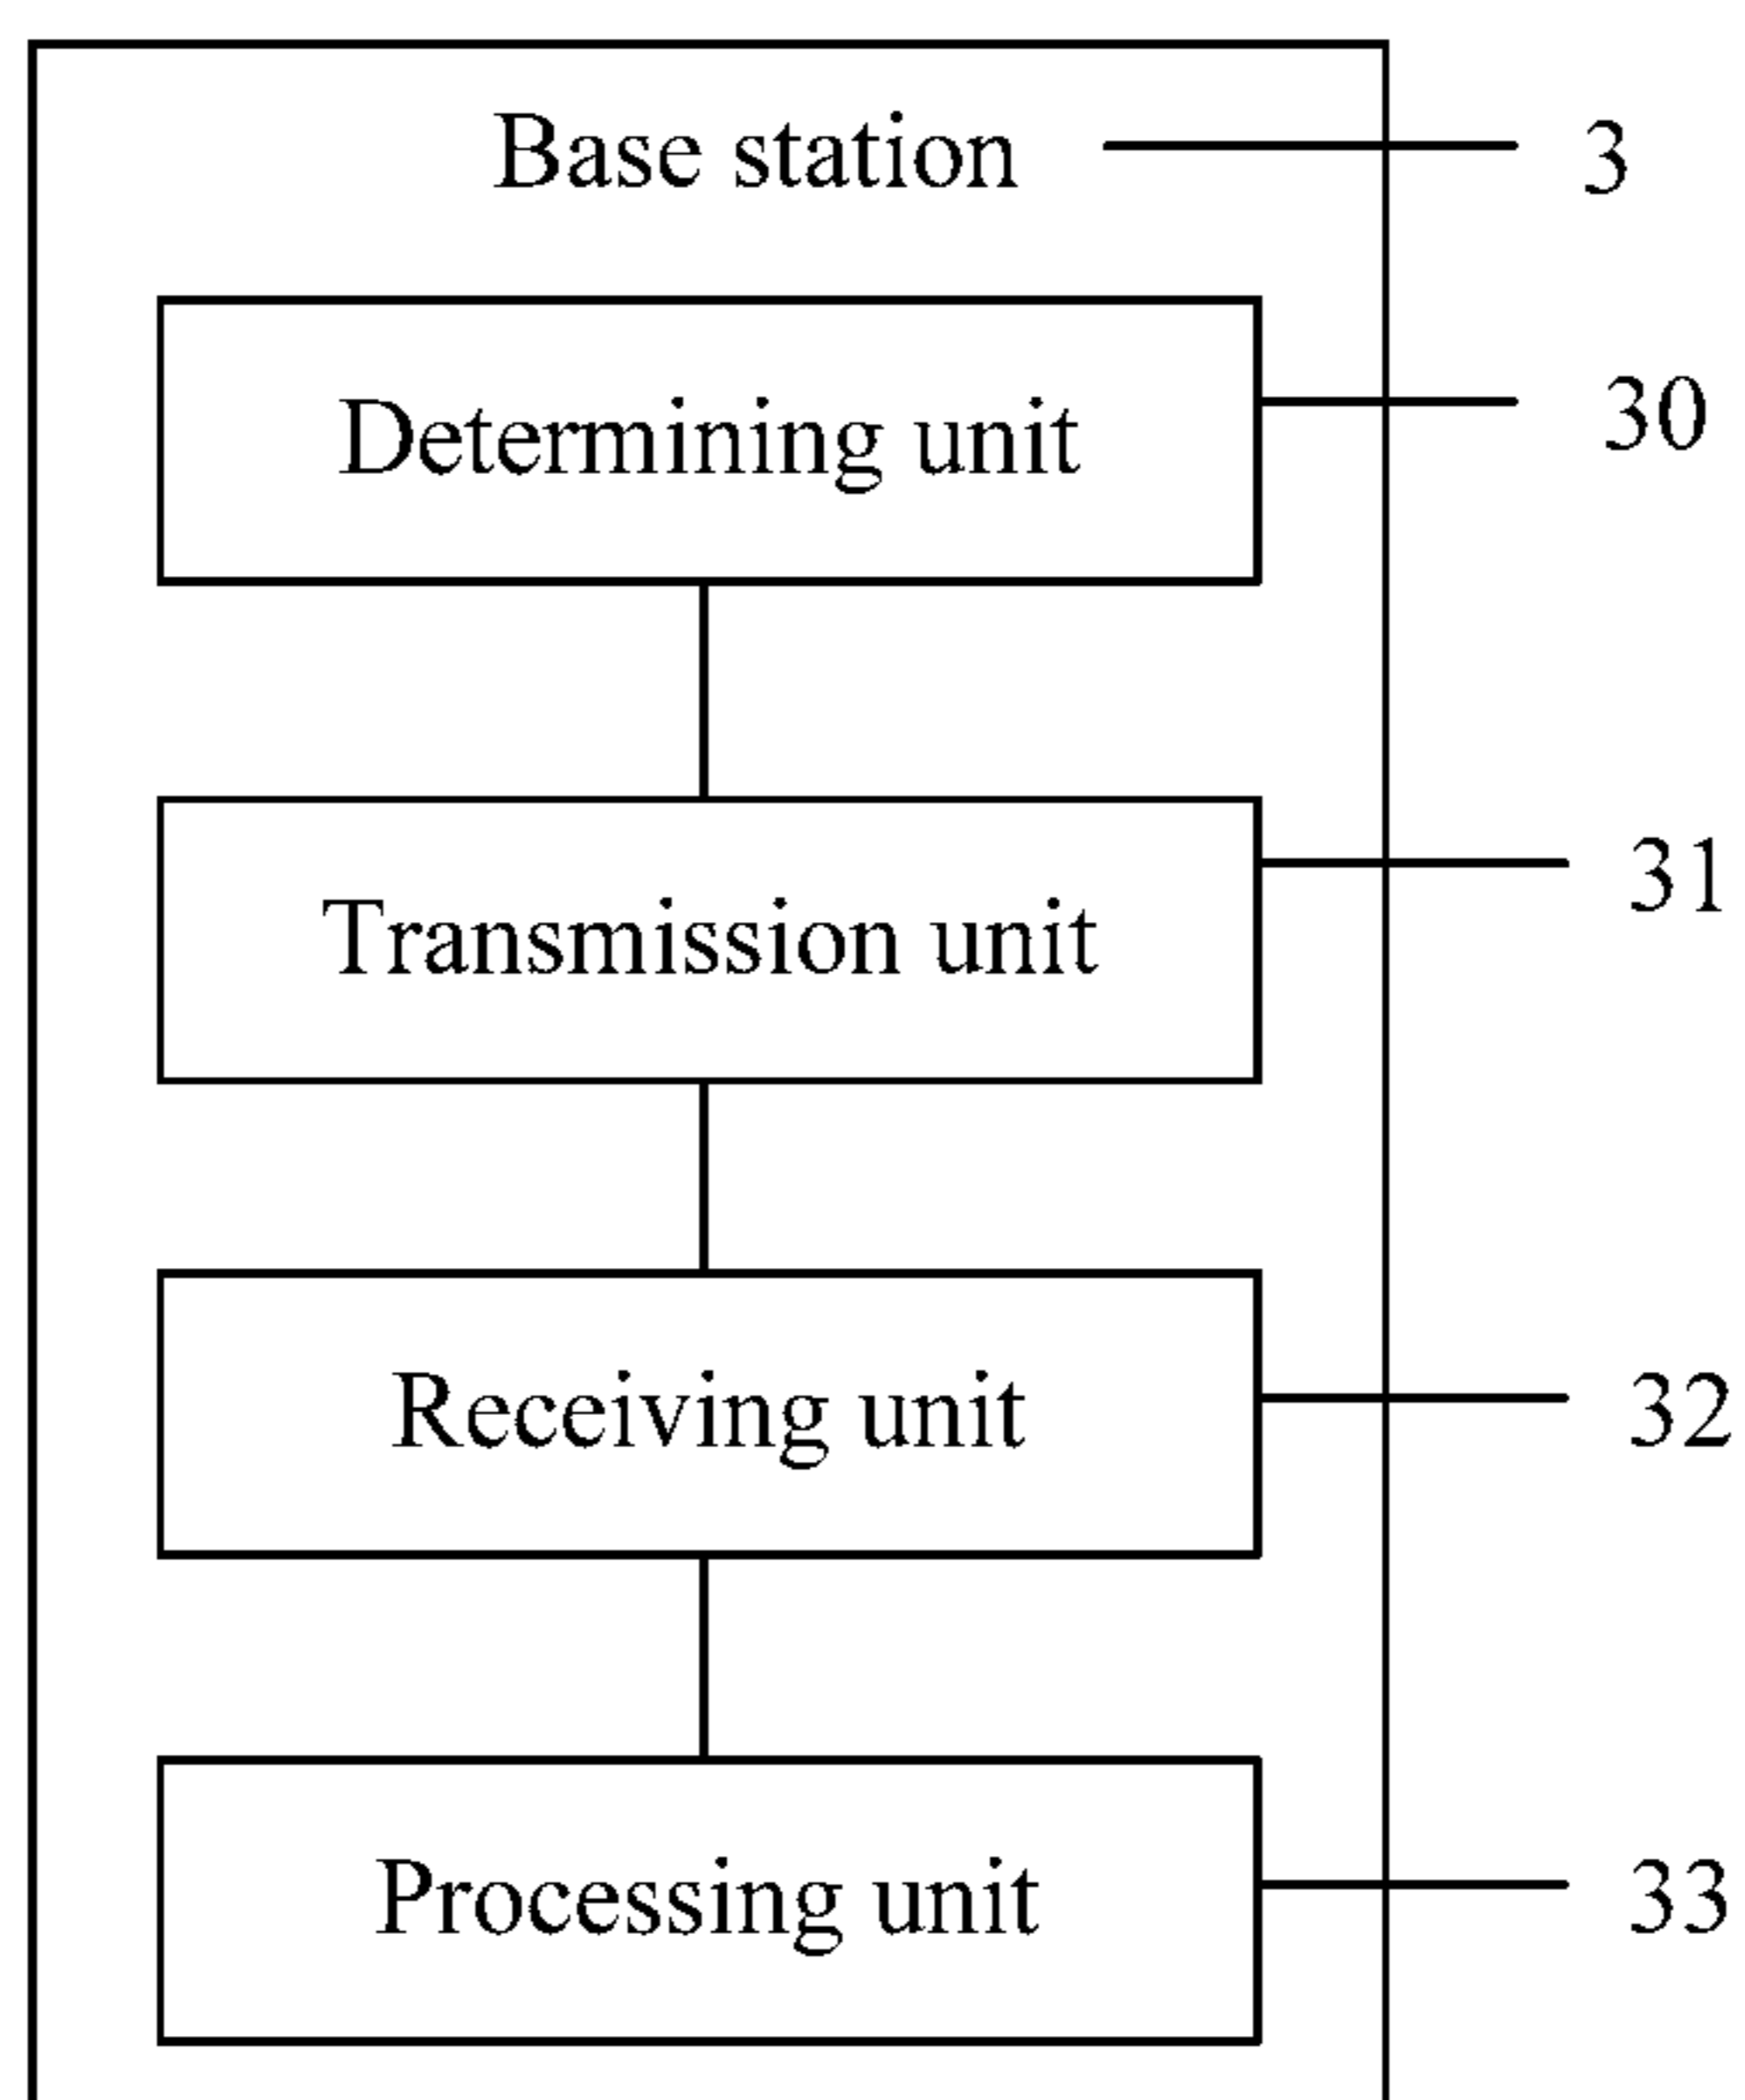 Base station 3
Determining unit 30
Transmission unit 31
Receiving unit 32
Processing unit 33